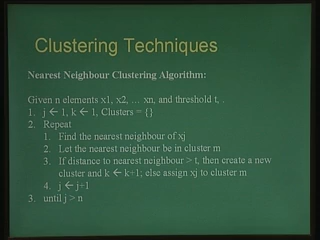 Clustering Techniques
Nearest Neighbour Clustering Algorithm:
Given n elements x1, x2, ... xn, and threshold t, .
1. j ← 1, k ← 1, Clusters = {}
2. Repeat
1. Find the nearest neighbour of xj
2. Let the nearest neighbour be in cluster m
3. If distance to nearest neighbour > t, then create a new
cluster and k ← k+1; else assign xj to cluster m
4. j ← j+1
3. until j > n